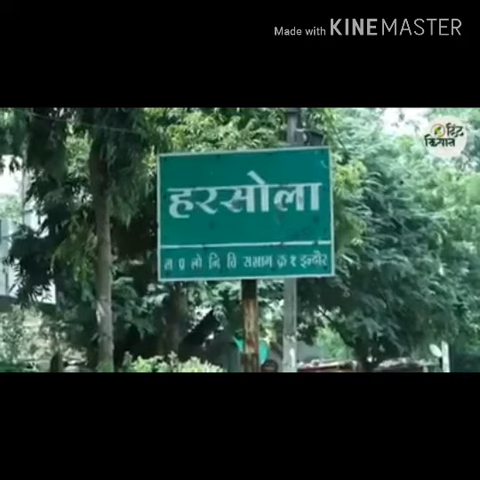 Made with KINEMASTER
हिंद
किसान
हरसोला
म प्र लो नि वि संभाग क्र १ इन्दौर